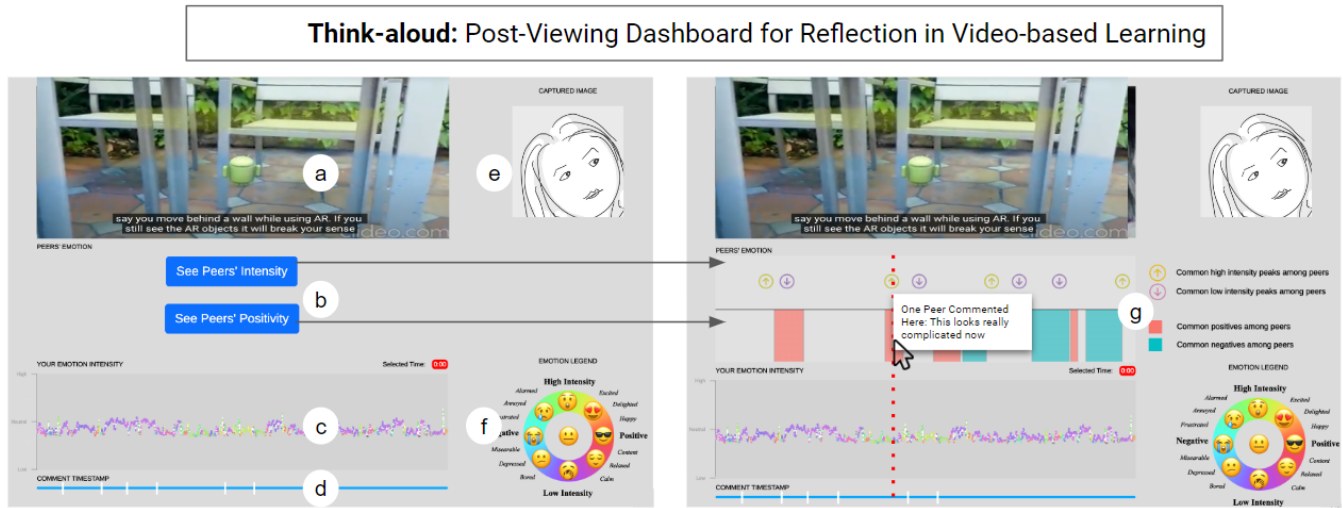 Think-aloud: Post-Viewing Dashboard for Reflection in Video-based Learning
a
say you move behind a wall while using AR. If you
still see the AR objects it will break your sense
CAPTURED IMAGE
e
PEERS' EMOTION
See Peers' Intensity
b
See Peers' Positivity
YOUR EMOTION INTENSITY
Selected Time: 0:00
High
Neutral
Low
c
COMMENT TIMESTAMP
d
EMOTION LEGEND
High Intensity
Alarmed
Excited
Annoyed
Delighted
Happy
f
Positive
Miserable
Content
Depressed
Relaxed
Bored
Calm
Low Intensity
say you move behind a wall while using AR. If you
still see the AR objects it will break your sense
CAPTURED IMAGE
PEERS' EMOTION
One Peer Commented
Here: This looks really
complicated now
Common high intensity peaks among peers
Common low intensity peaks among peers
g
Common positives among peers
Common negatives among peers
YOUR EMOTION INTENSITY
Selected Time: 0:00
High
Neutral
Low
COMMENT TIMESTAMP
EMOTION LEGEND
High Intensity
Alarmed
Excited
Annoyed
Delighted
Frustrated
Happy
Negative
Positive
Miserable
Content
Depressed
Relaxed
Bored
Calm
Low Intensity